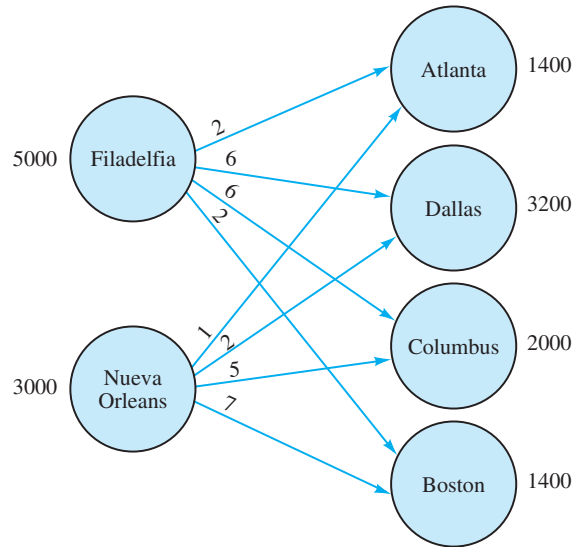 Atlanta
1400
5000
Filadelfia
2
6
6
2
Dallas
3200
Columbus
2000
3000
Nueva
Orleans
1
2
5
7
Boston
1400